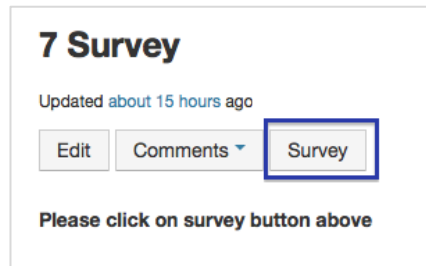 7 Survey
Updated about 15 hours ago
Edit Comments Survey
Please click on survey button above